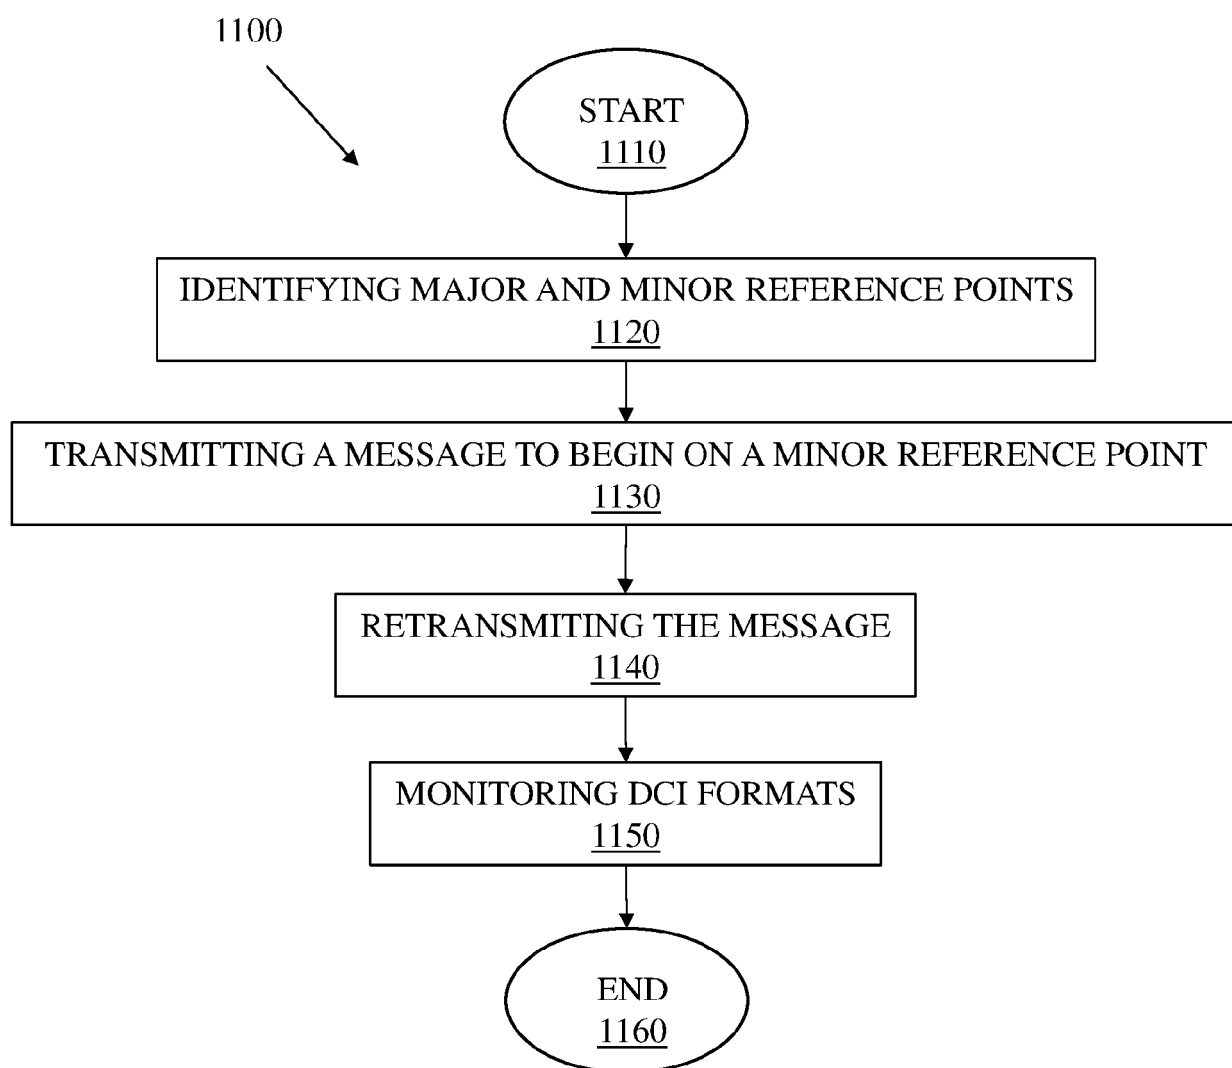 1100
START
1110
IDENTIFYING MAJOR AND MINOR REFERENCE POINTS
1120
TRANSMITTING A MESSAGE TO BEGIN ON A MINOR REFERENCE POINT
1130
RETRANSMITING THE MESSAGE
1140
MONITORING DCI FORMATS
1150
END
1160